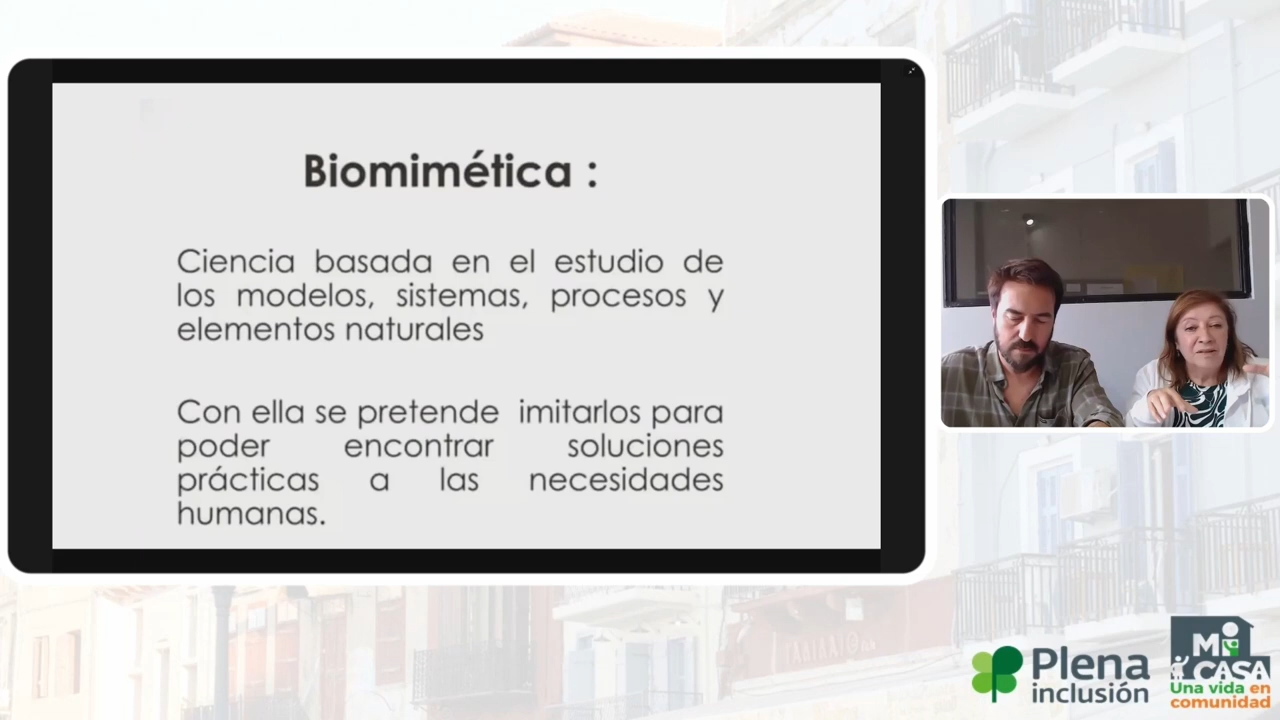 Biomimética :
Ciencia basada en el estudio de
los modelos, sistemas, procesos y
elementos naturales
Con ella se pretende imitarlos para
poder encontrar soluciones
prácticas a las necesidades
humanas.
Plena
inclusión
Mi
CASA
Una vida en
comunidad